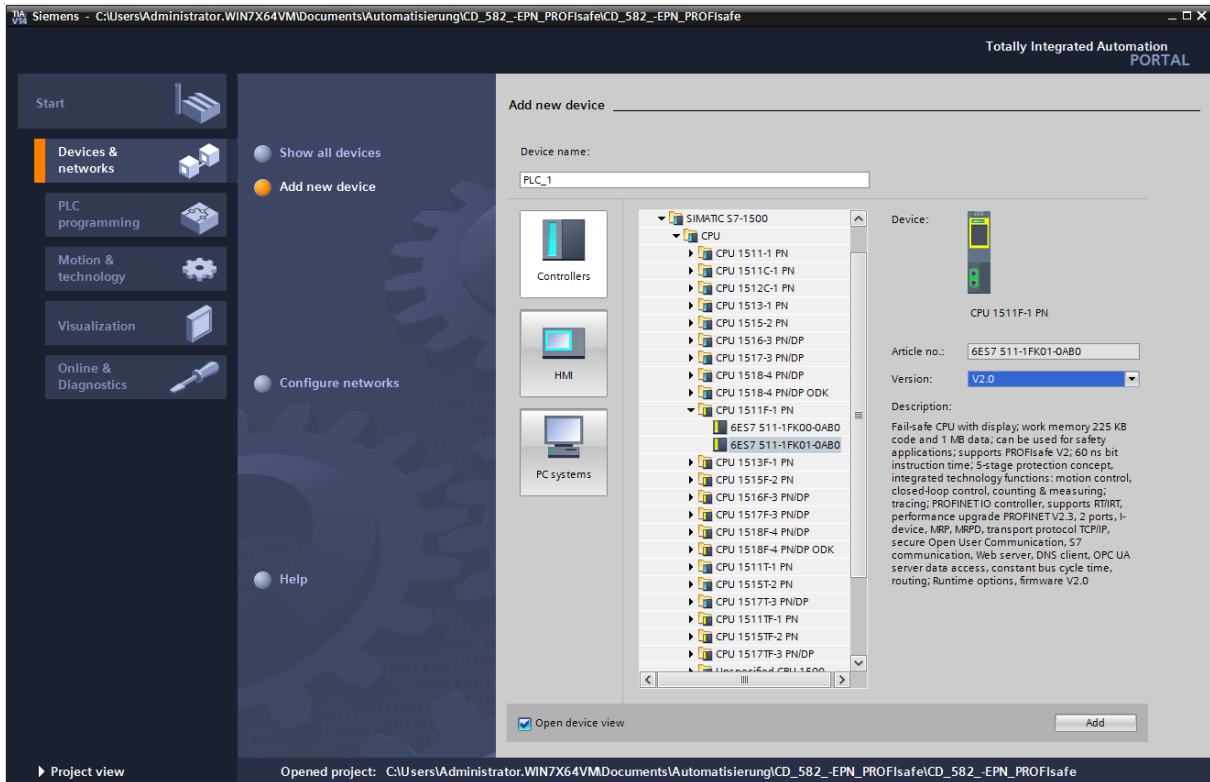 TIA V14 Siemens - C:\Users\Administrator.WIN7X64VM\Documents\Automatisierung\CD_582_-EPN_PROFIsafe\CD_582_-EPN_PROFIsafe
Totally Integrated Automation
PORTAL
Start
Devices &
networks
PLC
programming
Motion &
technology
Visualization
Online &
Diagnostics
Show all devices
Add new device
Configure networks
Help
Add new device
Device name:
PLC_1
Controllers
HMI
PC systems
SIMATIC S7-1500
CPU
CPU 1511-1 PN
CPU 1511C-1 PN
CPU 1512C-1 PN
CPU 1513-1 PN
CPU 1515-2 PN
CPU 1516-3 PN/DP
CPU 1517-3 PN/DP
CPU 1518-4 PN/DP
CPU 1518-4 PN/DP ODK
CPU 1511F-1 PN
6ES7 511-1FK00-0AB0
6ES7 511-1FK01-0AB0
CPU 1513F-1 PN
CPU 1515F-2 PN
CPU 1516F-3 PN/DP
CPU 1517F-3 PN/DP
CPU 1518F-4 PN/DP
CPU 1518F-4 PN/DP ODK
CPU 1511T-1 PN
CPU 1515T-2 PN
CPU 1517T-3 PN/DP
CPU 1511TF-1 PN
CPU 1515TF-2 PN
CPU 1517TF-3 PN/DP
Unspecified CPU 1500
Device:
CPU 1511F-1 PN
Article no.: 6ES7 511-1FK01-0AB0
Version: V2.0
Description:
Fail-safe CPU with display; work memory 225 KB
code and 1 MB data; can be used for safety
applications; supports PROFIsafe V2; 60 ns bit
instruction time; 5-stage protection concept,
integrated technology functions: motion control,
closed-loop control, counting & measuring;
tracing; PROFINET IO controller, supports RT/IRT,
performance upgrade PROFINET V2.3, 2 ports, I-
device, MRP, MRPD, transport protocol TCP/IP,
secure Open User Communication, S7
communication, Web server, DNS client, OPC UA
server data access, constant bus cycle time,
routing; Runtime options, firmware V2.0
Open device view
Add
Project view
Opened project: C:\Users\Administrator.WIN7X64VM\Documents\Automatisierung\CD_582_-EPN_PROFIsafe\CD_582_-EPN_PROFIsafe